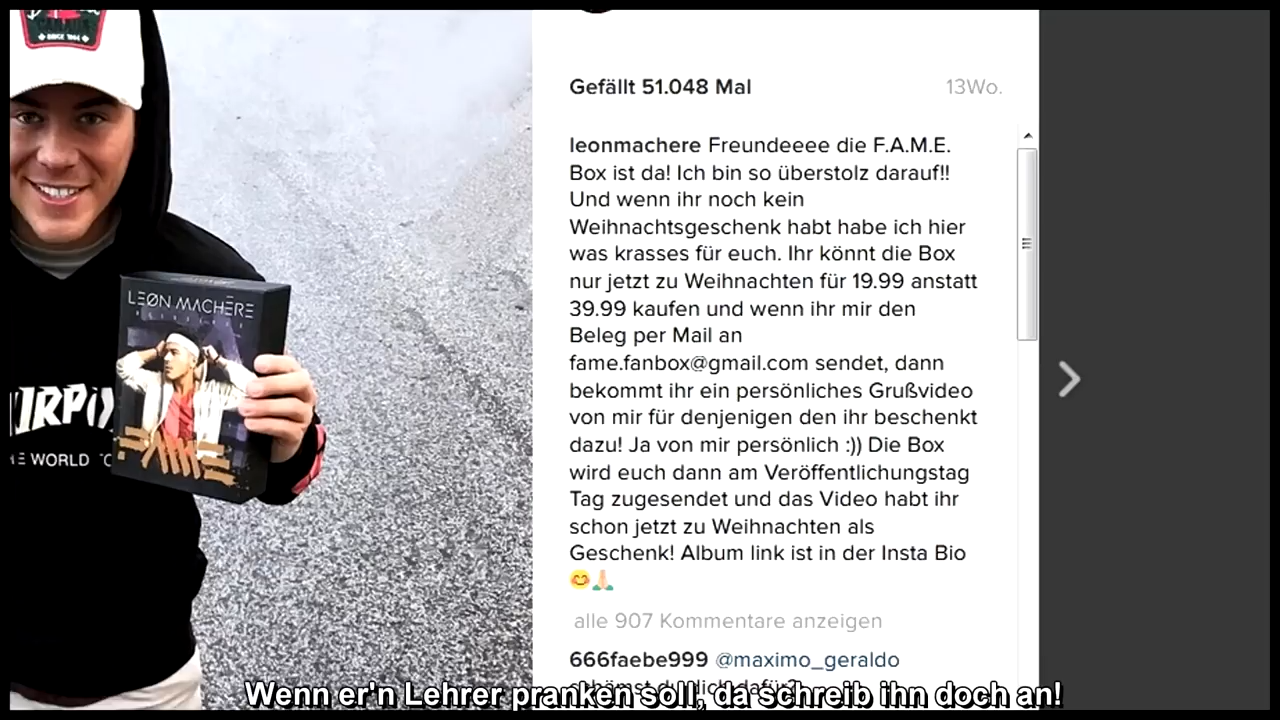 SINCE 1984
LEØN MACHÈRE
FAME
THE WORLD
Gefällt 51.048 Mal
13Wo.
leonmachere Freundeeee die F.A.M.E.
Box ist da! Ich bin so überstolz darauf!!
Und wenn ihr noch kein
Weihnachtsgeschenk habt habe ich hier
was krasses für euch. Ihr könnt die Box
nur jetzt zu Weihnachten für 19.99 anstatt
39.99 kaufen und wenn ihr mir den
Beleg per Mail an
fame.fanbox@gmail.com sendet, dann
bekommt ihr ein persönliches Grußvideo
von mir für denjenigen den ihr beschenkt
dazu! Ja von mir persönlich :)) Die Box
wird euch dann am Veröffentlichungstag
Tag zugesendet und das Video habt ihr
schon jetzt zu Weihnachten als
Geschenk! Album link ist in der Insta Bio
😊🙏🏼
alle 907 Kommentare anzeigen
666faebe999 @maximo_geraldo
Wenn er'n Lehrer pranken soll, da schreib ihn doch an!